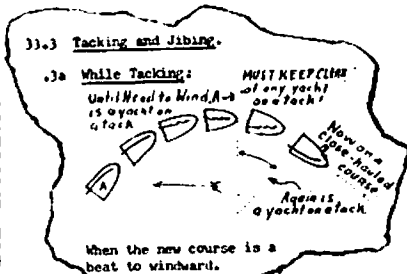 33.3 Tacking and Jibing.
.3a While Tacking:
Until Head to Wind, A
is a yacht on
a tack
MUST KEEP CLEAR
of any yacht
on a tack
Now on a
close-hauled
course
A
Again is
a yacht on a tack
When the new course is a
beat to windward.